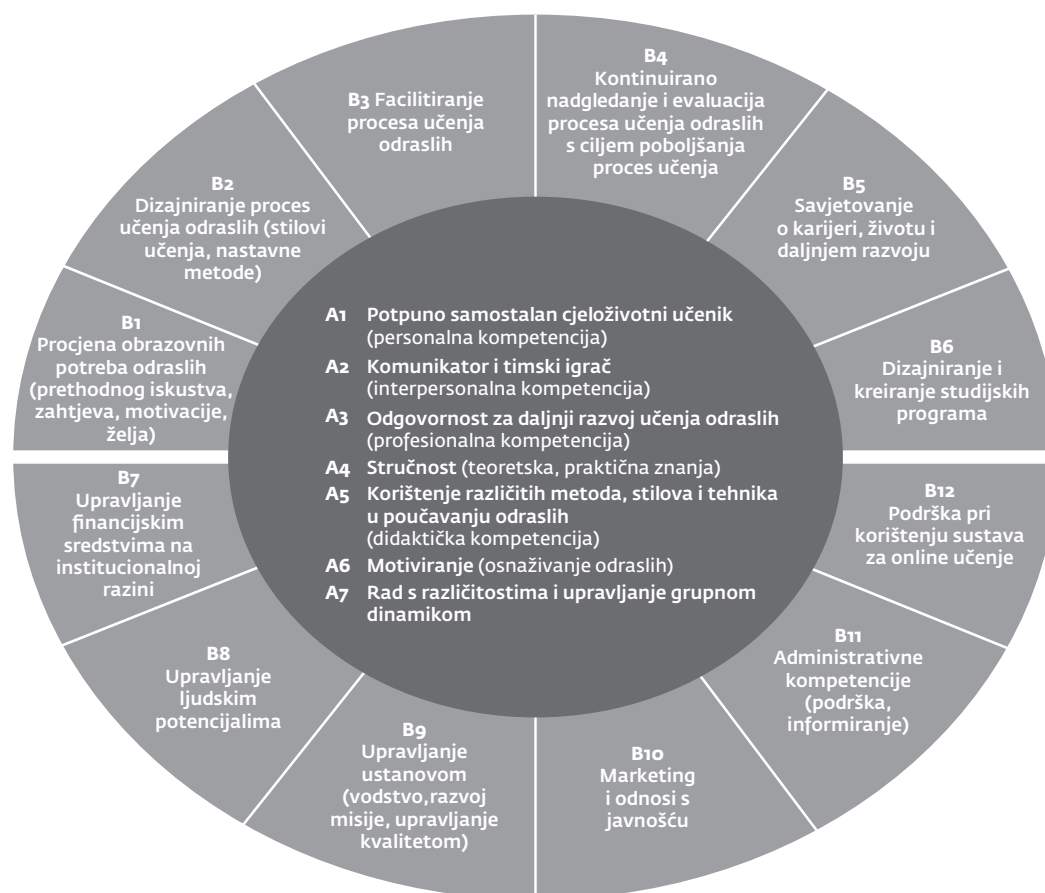 B1
Procjena obrazovnih
potreba odraslih
(prethodnog iskustva,
zahtjeva, motivacije,
želja)
B2
Dizajniranje proces
učenja odraslih (stilovi
učenja, nastavne
metode)
B3 Facilitiranje
procesa učenja
odraslih
B4
Kontinuirano
nadgledanje i evaluacija
procesa učenja odraslih
s ciljem poboljšanja
proces učenja
B5
Savjetovanje
o karijeri, životu i
daljnjem razvoju
B6
Dizajniranje i
kreiranje studijskih
programa
A1 Potpuno samostalan cjeloživotni učenik
(personalna kompetencija)
A2 Komunikator i timski igrač
(interpersonalna kompetencija)
A3 Odgovornost za daljnji razvoj učenja odraslih
(profesionalna kompetencija)
A4 Stručnost (teoretska, praktična znanja)
A5 Korištenje različitih metoda, stilova i tehnika
u poučavanju odraslih
(didaktička kompetencija)
A6 Motiviranje (osnaživanje odraslih)
A7 Rad s različitostima i upravljanje grupnom
dinamikom
B7
Upravljanje
financijskim
sredstvima na
institucionalnoj
razini
B8
Upravljanje
ljudskim
potencijalima
B9
Upravljanje
ustanovom
(vodstvo,razvoj
misije, upravljanje
kvalitetom)
B10
Marketing
i odnosi s
javnošću
B11
Administrativne
kompetencije
(podrška,
informiranje)
B12
Podrška pri
korištenju sustava
za online učenje